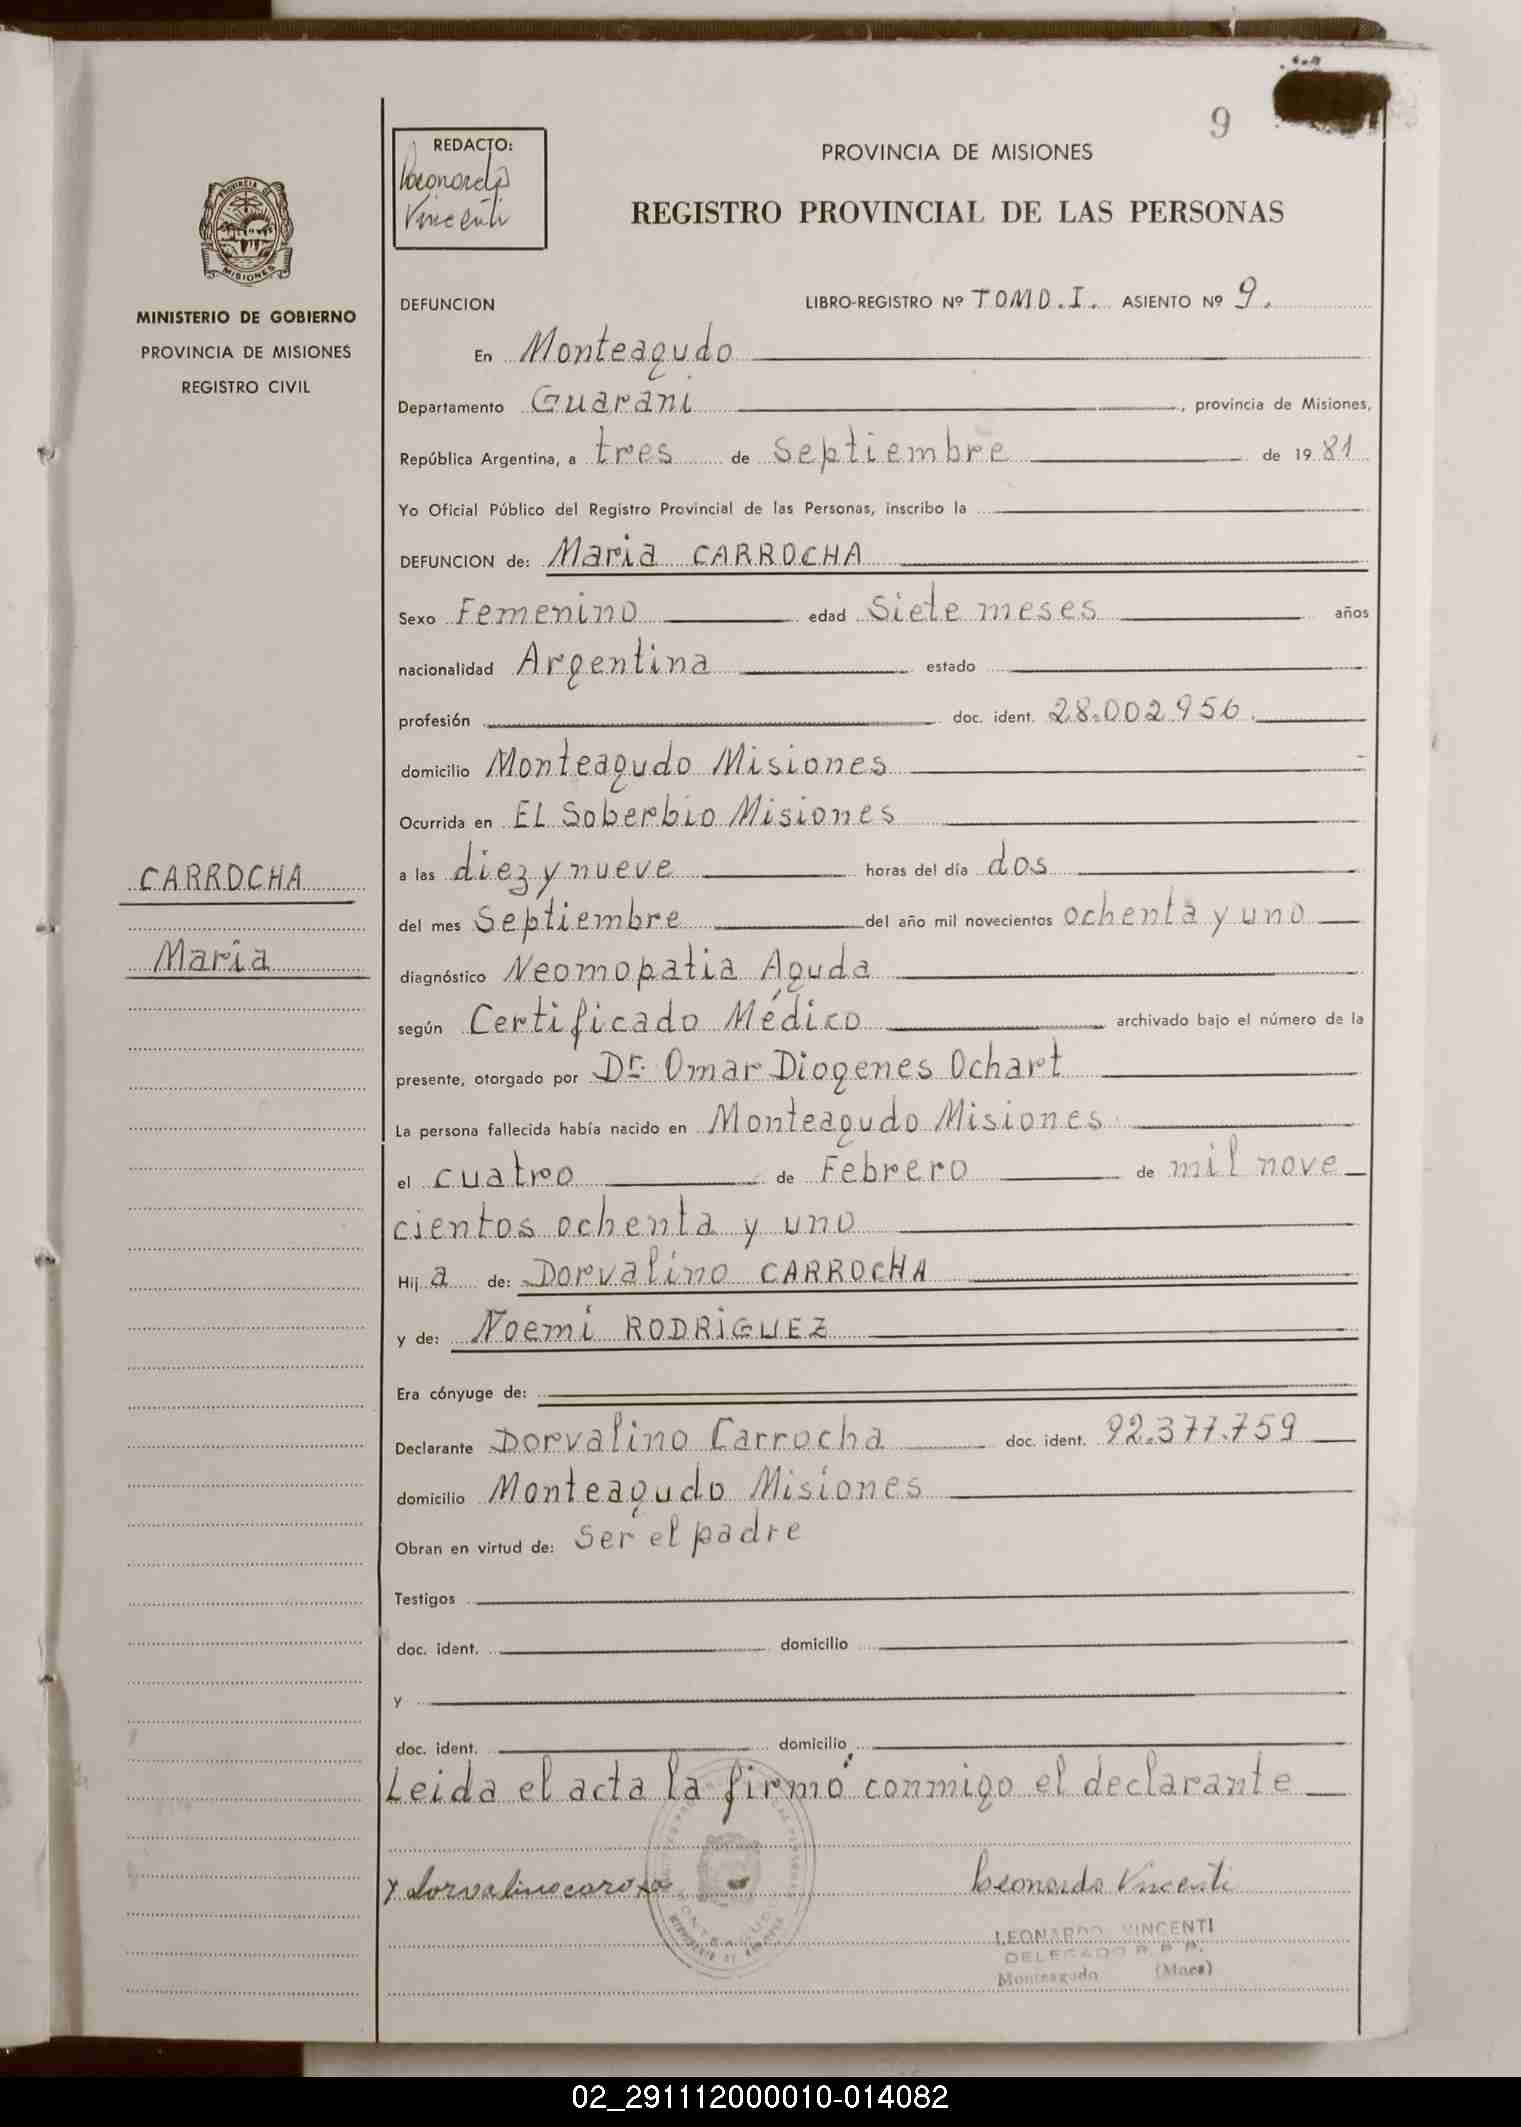 9
REDACTO:
Leonardo
Vincenti
PROVINCIA DE MISIONES
REGISTRO PROVINCIAL DE LAS PERSONAS
PROVINCIA DE
MISIONES
MINISTERIO DE GOBIERNO
PROVINCIA DE MISIONES
REGISTRO CIVIL
DEFUNCION LIBRO-REGISTRO Nº TOMO.I. ASIENTO Nº 9.
En Monteagudo
Departamento Guarani, provincia de Misiones,
República Argentina, a tres de Septiembre de 1981
Yo Oficial Público del Registro Provincial de las Personas, inscribo la
DEFUNCION de: Maria CARROCHA
Sexo Femenino edad Siete meses años
nacionalidad Argentina estado
profesión doc. ident. 28.002.956
domicilio Monteagudo Misiones
Ocurrida en EL Soberbio Misiones
a las diez y nueve horas del día dos
del mes Septiembre del año mil novecientos ochenta y uno
diagnóstico Neomopatia Aguda
según Certificado Médico archivado bajo el número de la
presente, otorgado por Dr. Omar Diogenes Ochart
La persona fallecida había nacido en Monteagudo Misiones
el cuatro de Febrero de mil nove
cientos ochenta y uno
Hija de: Dorvalino CARROCHA
y de: Noemi RODRIGUEZ
Era cónyuge de:
Declarante Dorvalino Carrocha doc. ident. 92.377.759
domicilio Monteagudo Misiones
Obran en virtud de: Ser el padre
Testigos
doc. ident. domicilio
y
doc. ident. domicilio
Leida el acta la firmó conmigo el declarante
CARROCHA
Maria
Leonardo Vincenti
LEONARDO VINCENTI
DELEGADO R. P. P.
Monteagudo (Mnes)
02_291112000010-014082